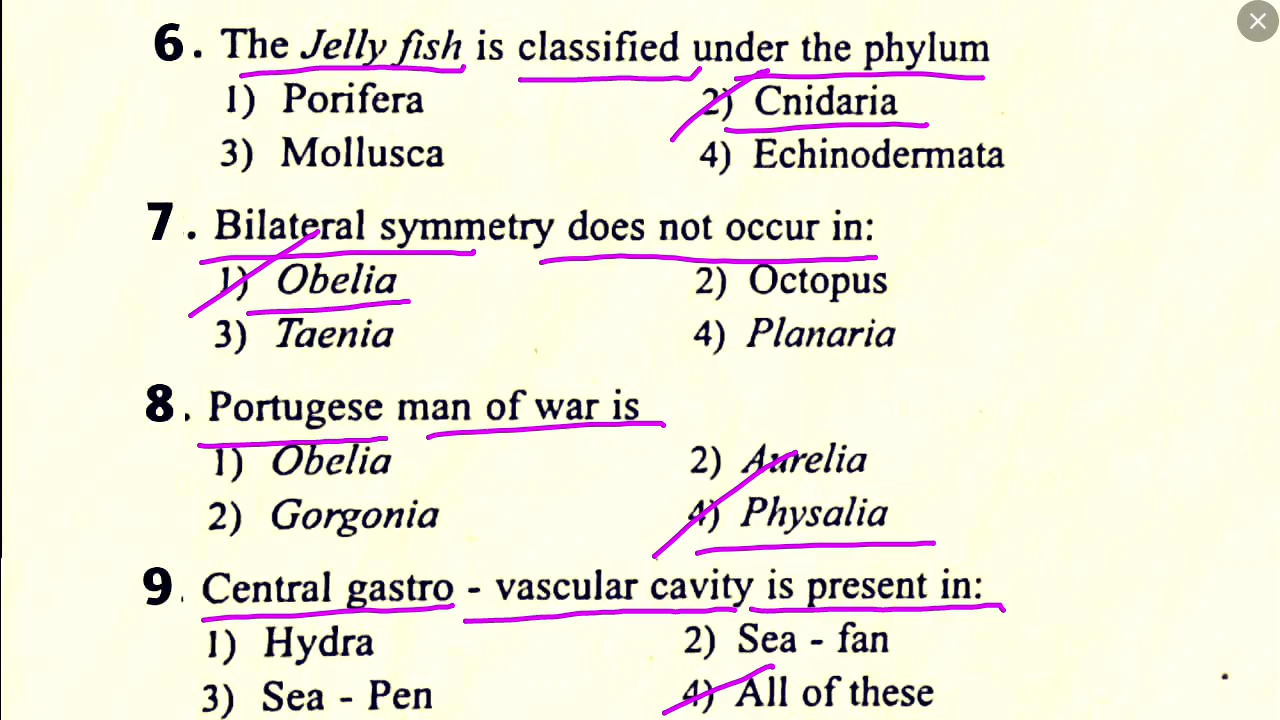 6. The Jelly fish is classified under the phylum
1) Porifera 2) Cnidaria
3) Mollusca 4) Echinodermata
7. Bilateral symmetry does not occur in:
1) Obelia 2) Octopus
3) Taenia 4) Planaria
8. Portugese man of war is
1) Obelia 2) Aurelia
2) Gorgonia 4) Physalia
9. Central gastro - vascular cavity is present in:
1) Hydra 2) Sea - fan
3) Sea - Pen 4) All of these